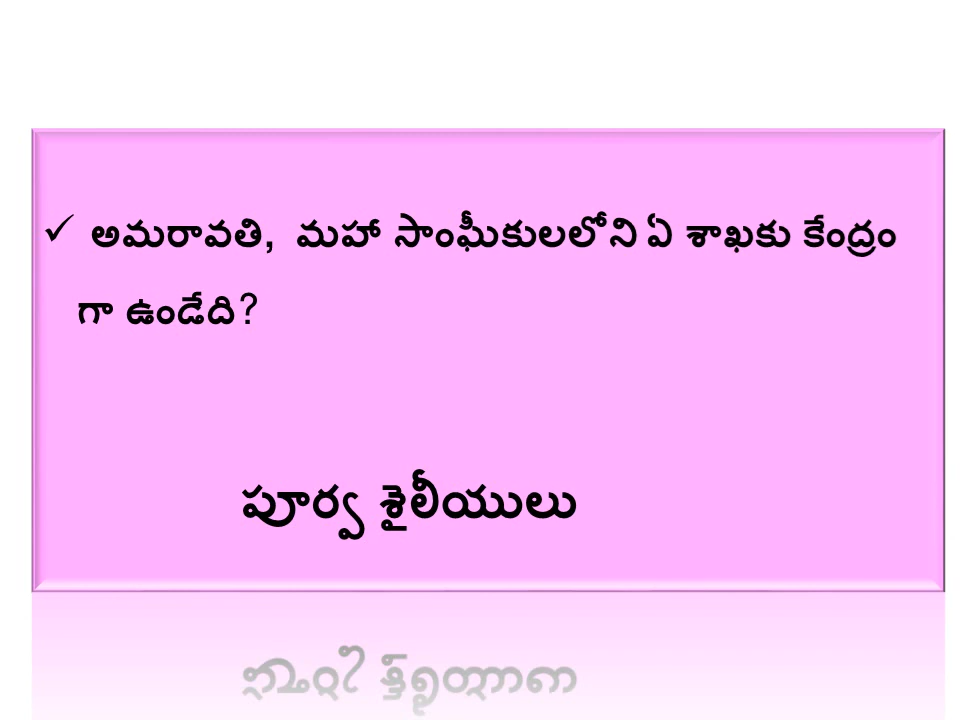 ✓ అమరావతి, మహా సాంఘీకులలోని ఏ శాఖకు కేంద్రం
గా ఉండేది?
పూర్వ శైలీయులు